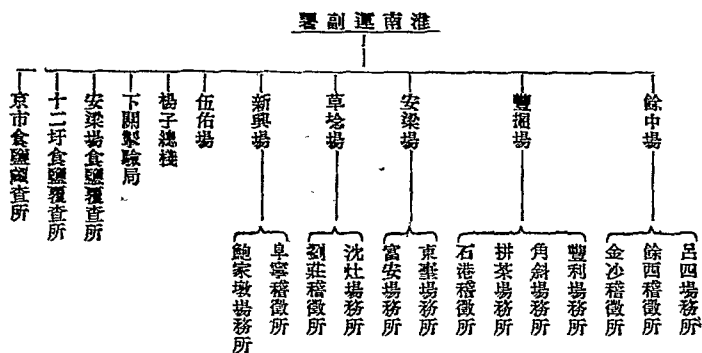 淮南運副署
餘中場
豐掘場
安梁場
草堰場
新興場
伍佑場
楊子總棧
下關製驗局
安梁場食鹽覆查所
十二圩食鹽覆查所
京市食鹽覆查所
呂四場務所
餘西稽徵所
金沙稽徵所
豐利場務所
角斜場務所
拼茶場務所
石港稽徵所
東臺場務所
富安場務所
沈灶場務所
劉莊稽徵所
阜寧稽徵所
鮑家墩場務所